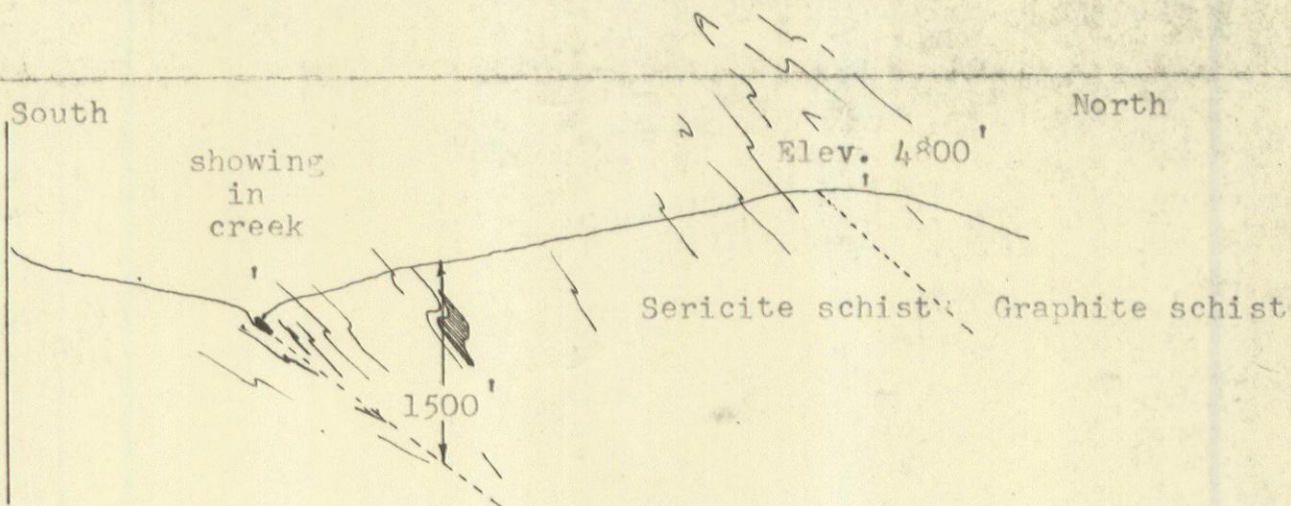 South
North
showing
in
creek
Elev. 4800'
Sericite schist
Graphite schist
1500'